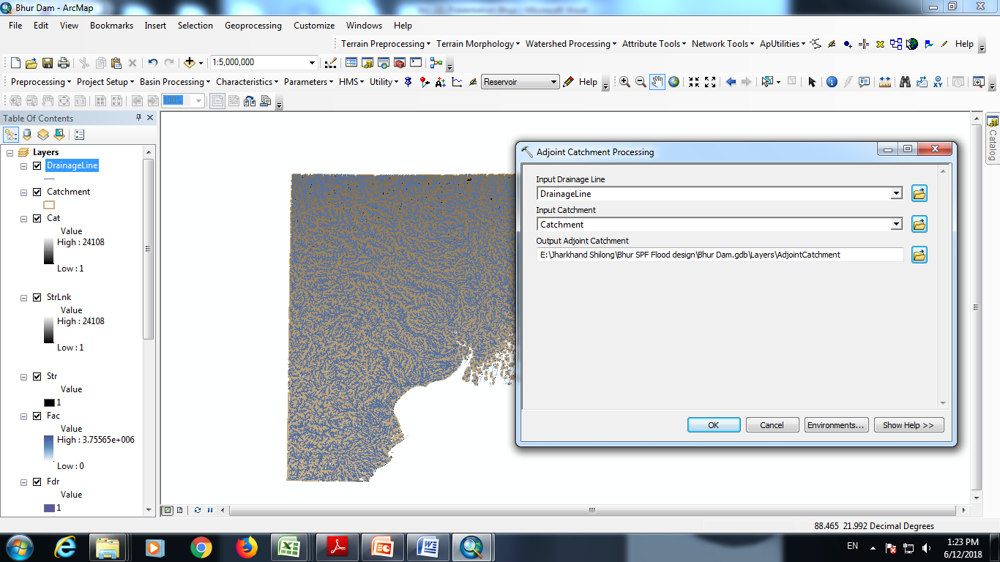 Bhur Dam - ArcMap
File Edit View Bookmarks Insert Selection Geoprocessing Customize Windows Help
Terrain Preprocessing Terrain Morphology Watershed Processing Attribute Tools Network Tools ApUtilities Help
1:5,000,000
Preprocessing Project Setup Basin Processing Characteristics Parameters HMS Utility Reservoir Help
100%
Table Of Contents
Layers
DrainageLine
Catchment
Cat
Value
High : 24108
Low : 1
StrLnk
Value
High : 24108
Low : 1
Str
Value
1
Fac
Value
High : 3.75565e+006
Low : 0
Fdr
Value
1
Catalog
Adjoint Catchment Processing
Input Drainage Line
DrainageLine
Input Catchment
Catchment
Output Adjoint Catchment
E:\Jharkhand Shilong\Bhur SPF Flood design\Bhur Dam.gdb\Layers\AdjointCatchment
OK Cancel Environments... Show Help >>
88.465 21.992 Decimal Degrees
EN
1:23 PM
6/12/2018